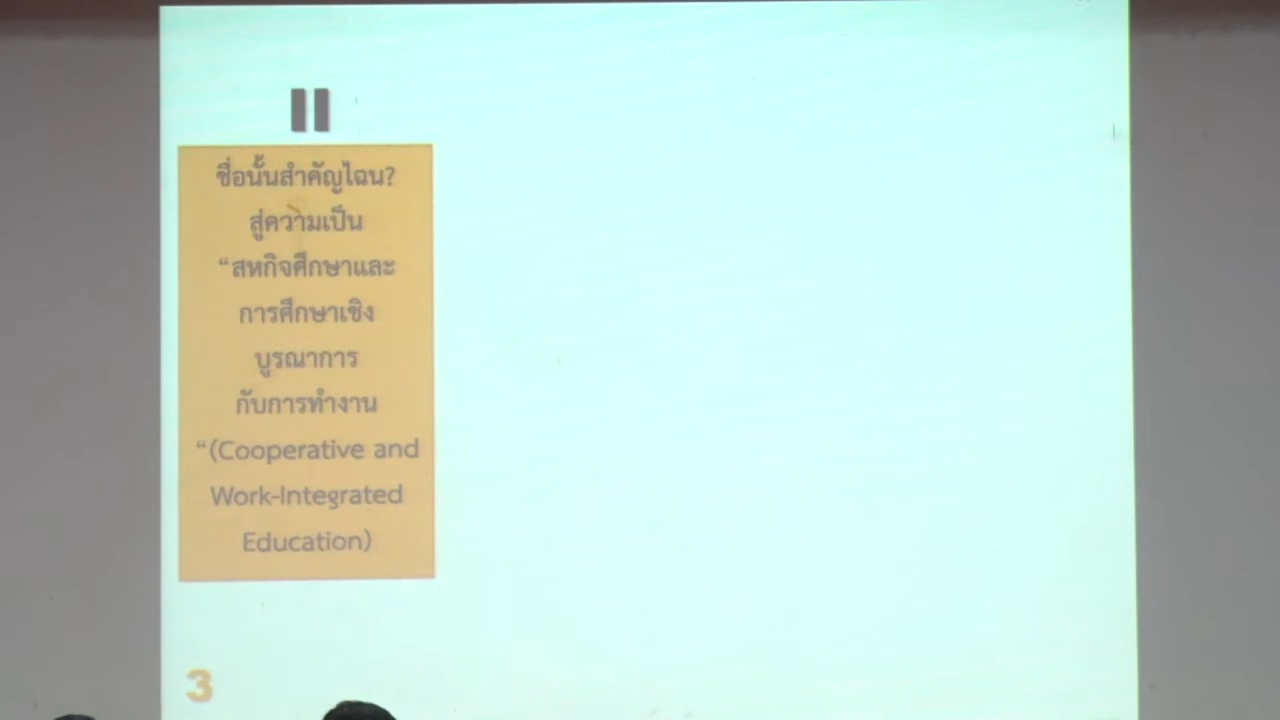 II
ชื่อนั้นสำคัญไฉน?
สู่ความเป็น
“สหกิจศึกษาและ
การศึกษาเชิง
บูรณาการ
กับการทำงาน
“(Cooperative and
Work-Integrated
Education)
3